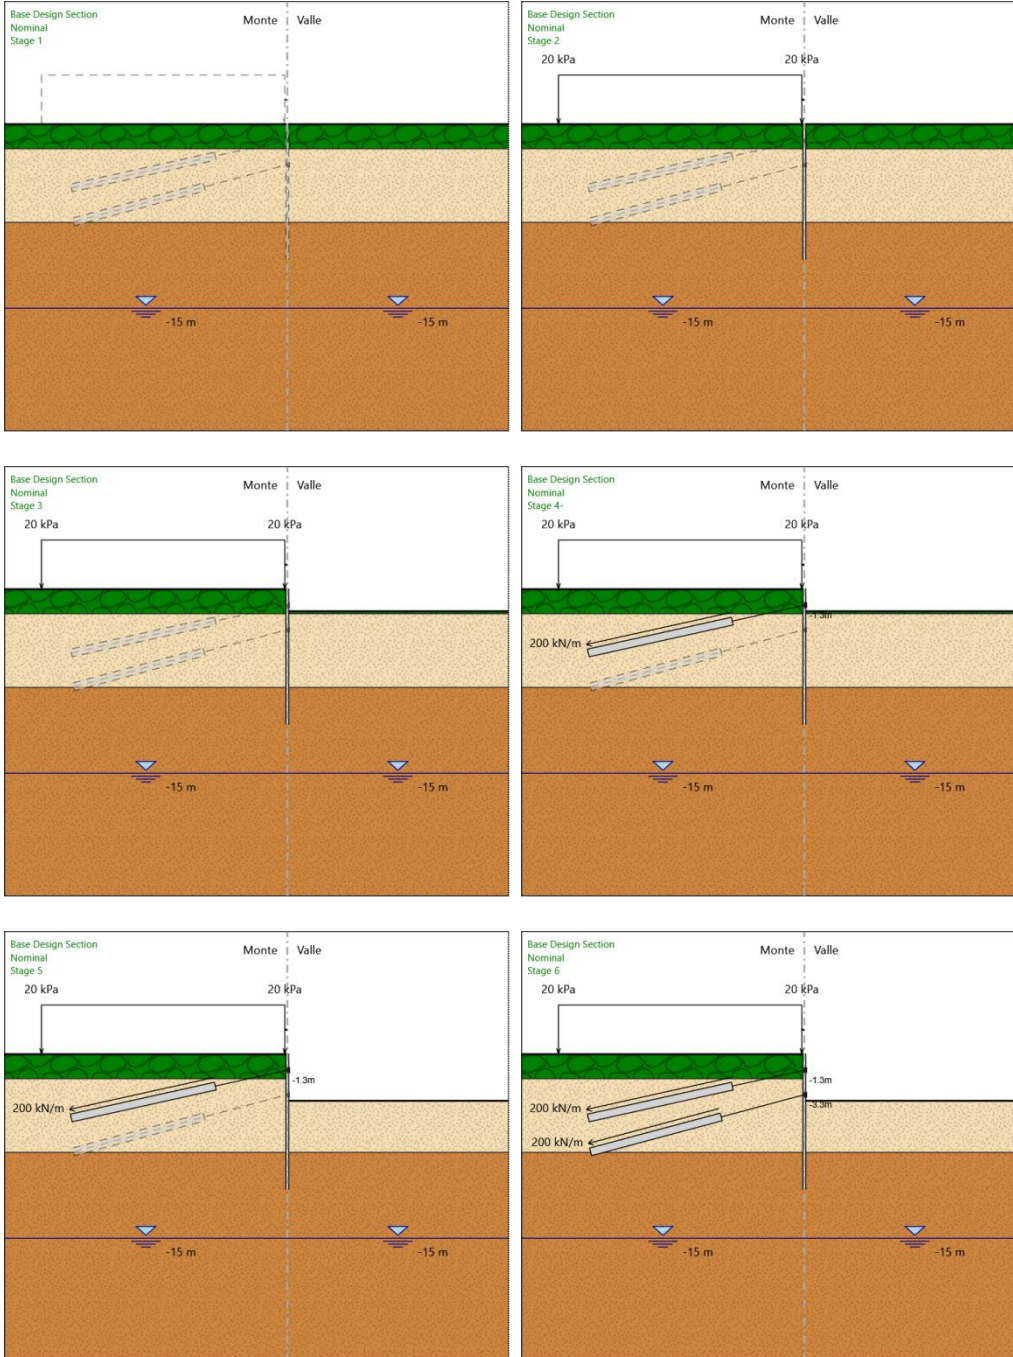 Base Design Section
Nominal
Stage 1
Monte
Valle
-15 m
-15 m
Base Design Section
Nominal
Stage 2
Monte
Valle
20 kPa
20 kPa
-15 m
-15 m
Base Design Section
Nominal
Stage 3
Monte
Valle
20 kPa
20 kPa
-15 m
-15 m
Base Design Section
Nominal
Stage 4-
Monte
Valle
20 kPa
20 kPa
-1.3m
200 kN/m
-15 m
-15 m
Base Design Section
Nominal
Stage 5
Monte
Valle
20 kPa
20 kPa
-1.3m
200 kN/m
-15 m
-15 m
Base Design Section
Nominal
Stage 6
Monte
Valle
20 kPa
20 kPa
-1.3m
200 kN/m
-3.3m
200 kN/m
-15 m
-15 m